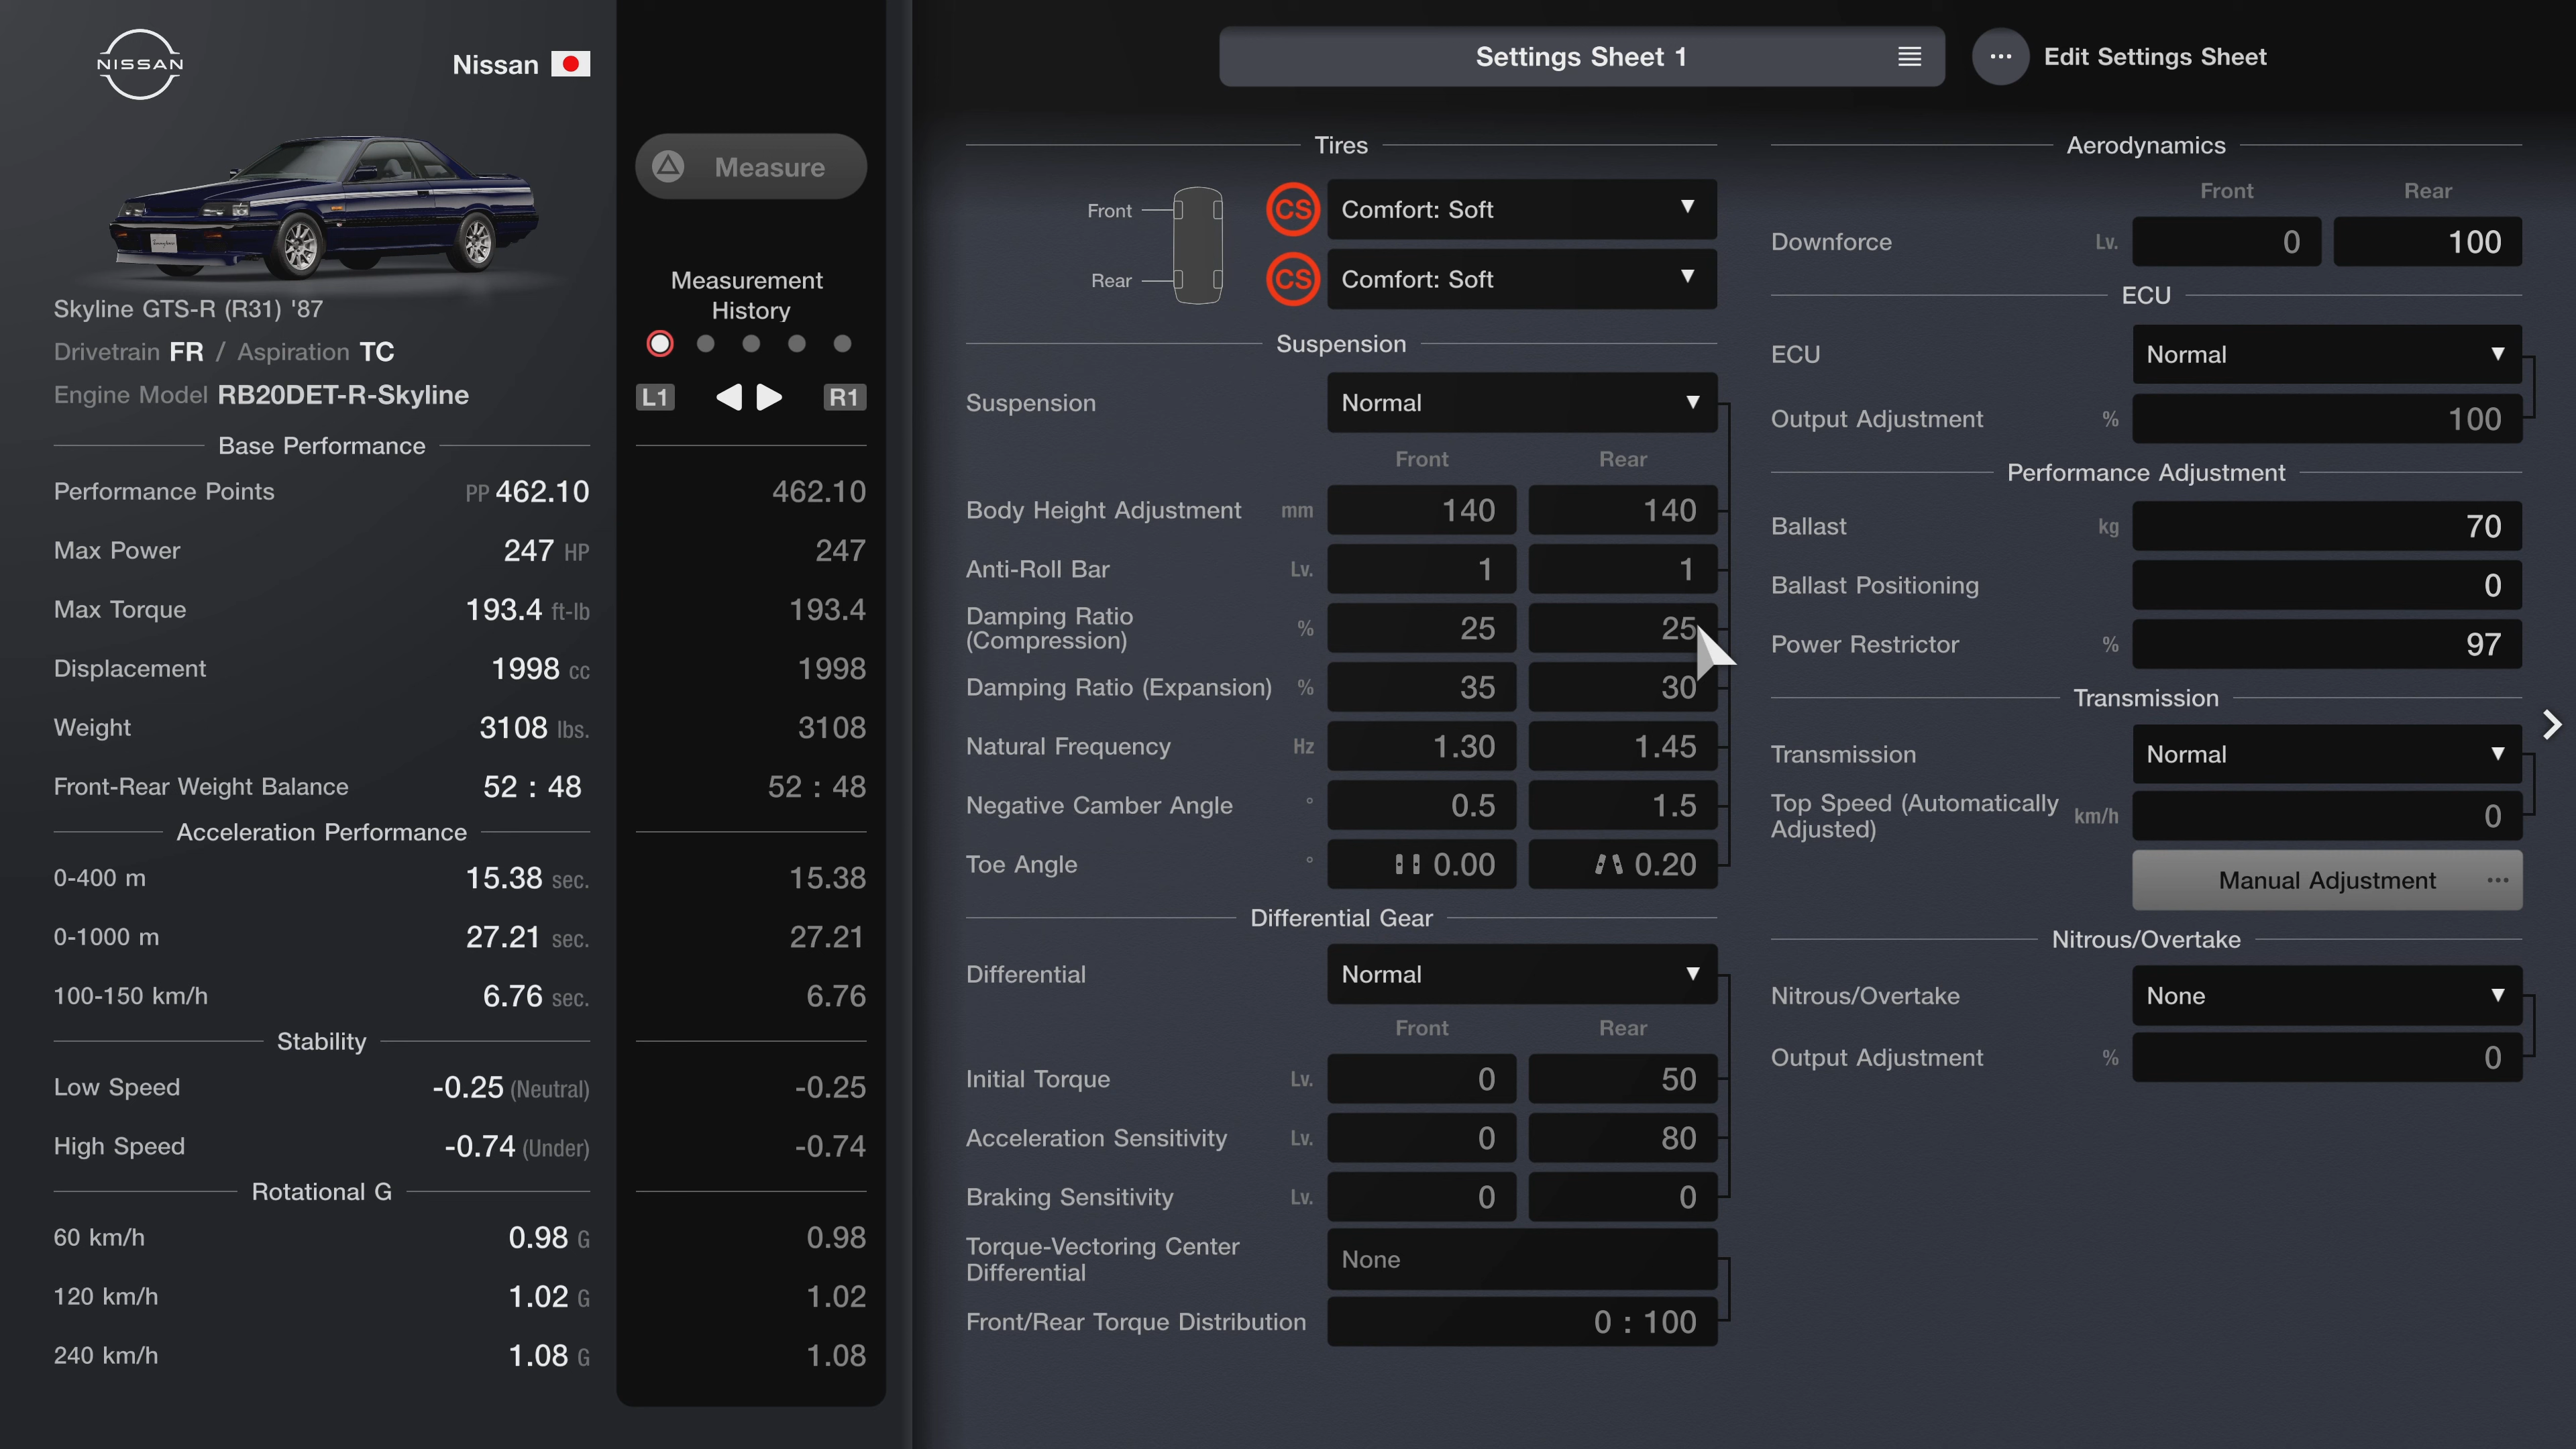 NISSAN
Nissan
Skyline GTS-R (R31) '87
Drivetrain FR / Aspiration TC
Engine Model RB20DET-R-Skyline
Base Performance
Performance Points PP 462.10
Max Power 247 HP
Max Torque 193.4 ft-lb
Displacement 1998 cc
Weight 3108 lbs.
Front-Rear Weight Balance 52 : 48
Acceleration Performance
0-400 m 15.38 sec.
0-1000 m 27.21 sec.
100-150 km/h 6.76 sec.
Stability
Low Speed -0.25 (Neutral)
High Speed -0.74 (Under)
Rotational G
60 km/h 0.98 G
120 km/h 1.02 G
240 km/h 1.08 G
Measure
Measurement
History
L1 R1
462.10
247
193.4
1998
3108
52 : 48
15.38
27.21
6.76
-0.25
-0.74
0.98
1.02
1.08
Settings Sheet 1
Edit Settings Sheet
Tires
Front CS Comfort: Soft
Rear CS Comfort: Soft
Suspension
Suspension Normal
Front Rear
Body Height Adjustment mm 140 140
Anti-Roll Bar Lv. 1 1
Damping Ratio
(Compression) % 25 25
Damping Ratio (Expansion) % 35 30
Natural Frequency Hz 1.30 1.45
Negative Camber Angle ° 0.5 1.5
Toe Angle ° 0.00 0.20
Differential Gear
Differential Normal
Front Rear
Initial Torque Lv. 0 50
Acceleration Sensitivity Lv. 0 80
Braking Sensitivity Lv. 0 0
Torque-Vectoring Center
Differential None
Front/Rear Torque Distribution 0 : 100
Aerodynamics
Front Rear
Downforce Lv. 0 100
ECU
ECU Normal
Output Adjustment % 100
Performance Adjustment
Ballast kg 70
Ballast Positioning 0
Power Restrictor % 97
Transmission
Transmission Normal
Top Speed (Automatically
Adjusted) km/h 0
Manual Adjustment
Nitrous/Overtake
Nitrous/Overtake None
Output Adjustment % 0